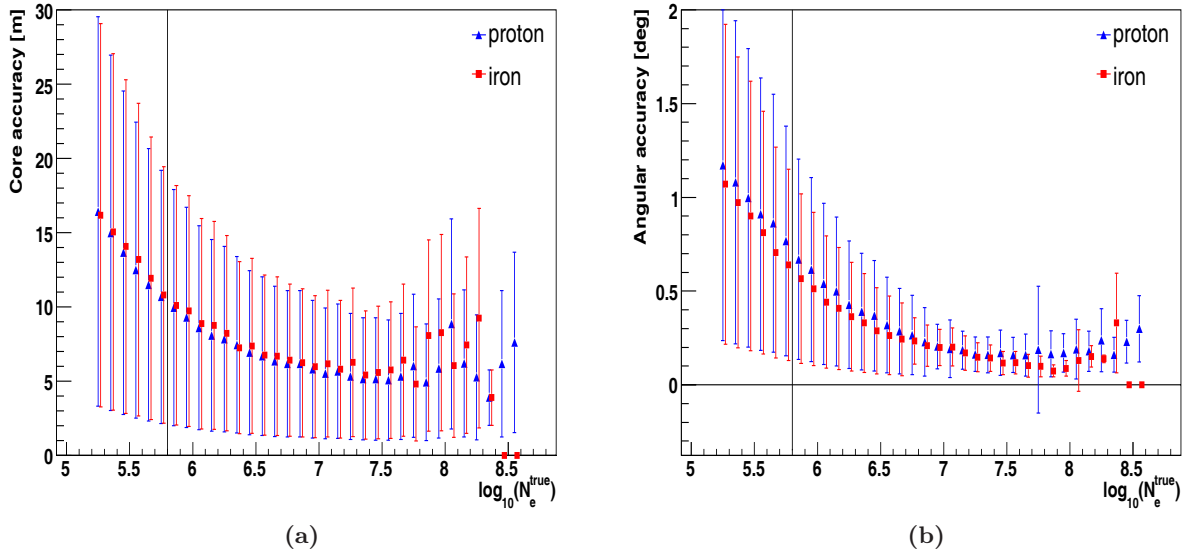 Core accuracy [m]
30
25
20
15
10
5
0
5 5.5 6 6.5 7 7.5 8 8.5
log10(N_e^true)
proton
iron
(a)
Angular accuracy [deg]
2
1.5
1
0.5
0
5 5.5 6 6.5 7 7.5 8 8.5
log10(N_e^true)
proton
iron
(b)